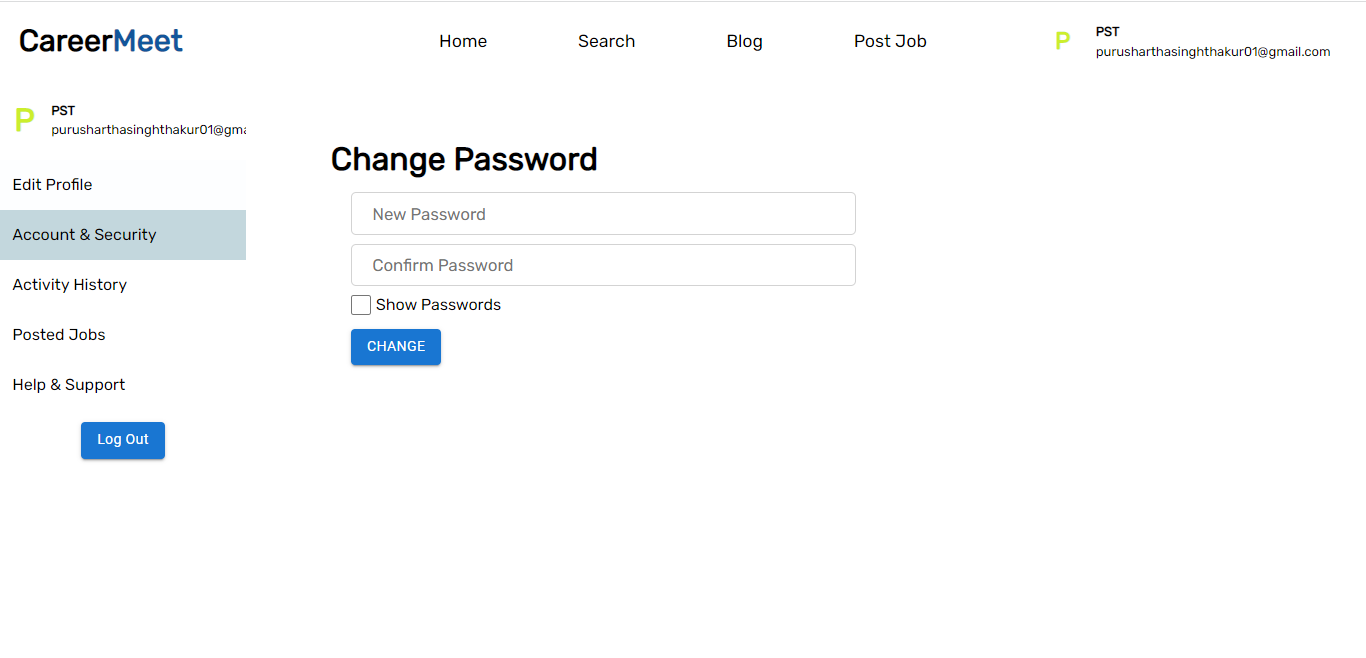 CareerMeet
Home Search Blog Post Job
P
PST
purusharthasinghthakur01@gmail.com
P
PST
purusharthasinghthakur01@gma
Edit Profile
Account & Security
Activity History
Posted Jobs
Help & Support
Log Out
Change Password
New Password
Confirm Password
Show Passwords
CHANGE